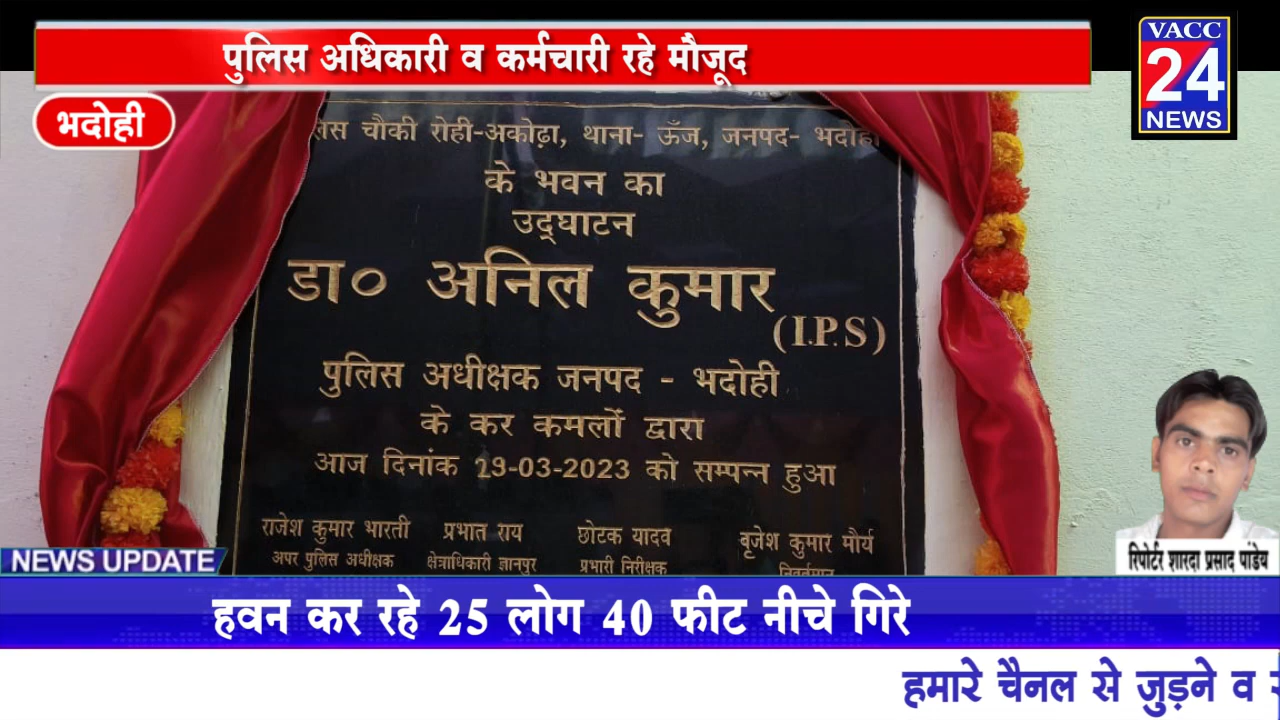 पुलिस अधिकारी व कर्मचारी रहे मौजूद
VACC
24
NEWS
भदोही
चौकी रोही-अकोढ़ा, थाना- ऊँज, जनपद- भदोही
के भवन का
उद्घाटन
डा० अनिल कुमार
(I.P.S)
पुलिस अधीक्षक जनपद - भदोही
के कर कमलों द्वारा
आज दिनांक 19-03-2023 को सम्पन्न हुआ
राजेश कुमार भारती प्रभात राय छोटक यादव बृजेश कुमार मौर्य
अपर पुलिस अधीक्षक क्षेत्राधिकारी ज्ञानपुर प्रभारी निरीक्षक
रिपोर्टर शारदा प्रसाद पांडेय
NEWS UPDATE
हवन कर रहे 25 लोग 40 फीट नीचे गिरे
हमारे चैनल से जुड़ने व